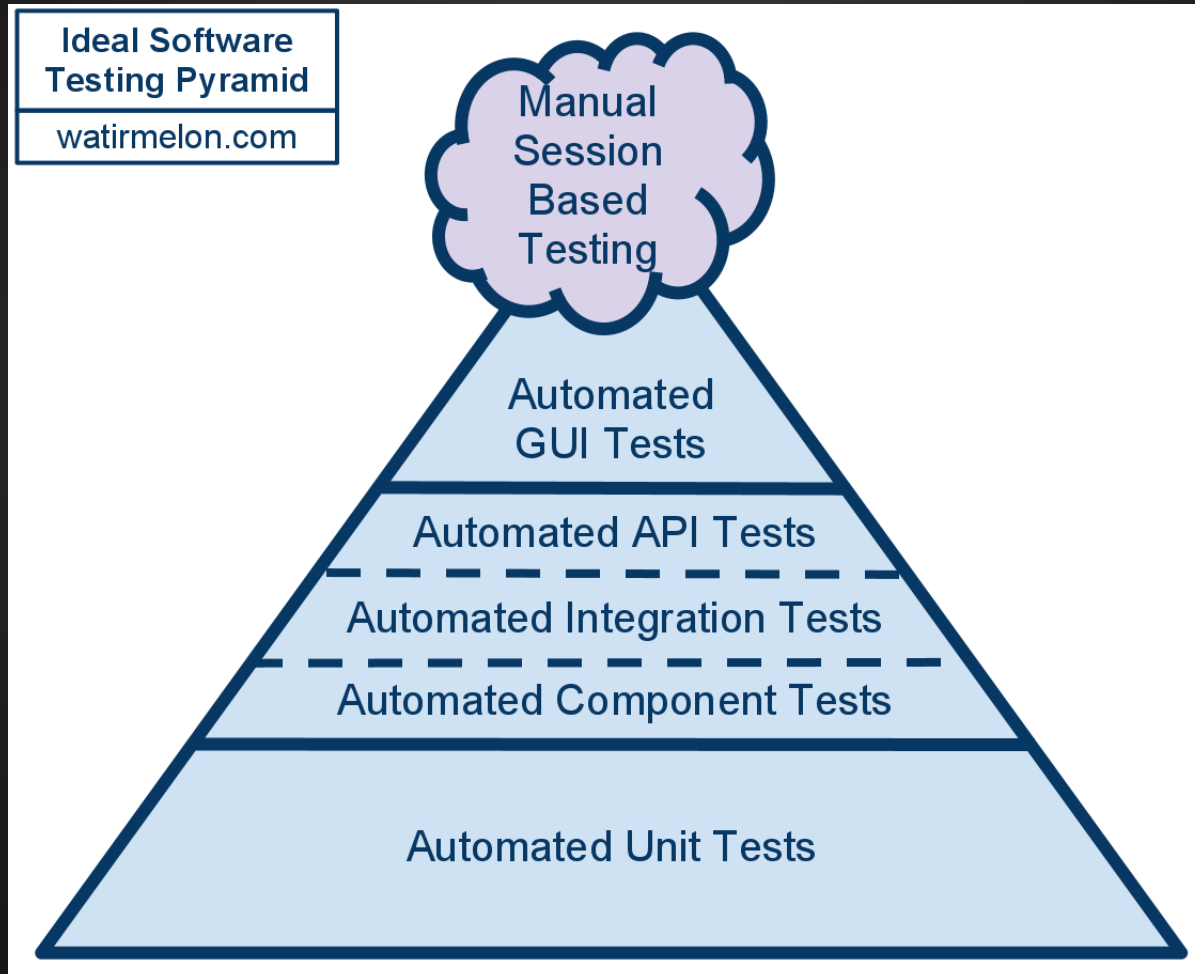 Ideal Software
Testing Pyramid
watirmelon.com
Manual
Session
Based
Testing
Automated
GUI Tests
Automated API Tests
Automated Integration Tests
Automated Component Tests
Automated Unit Tests